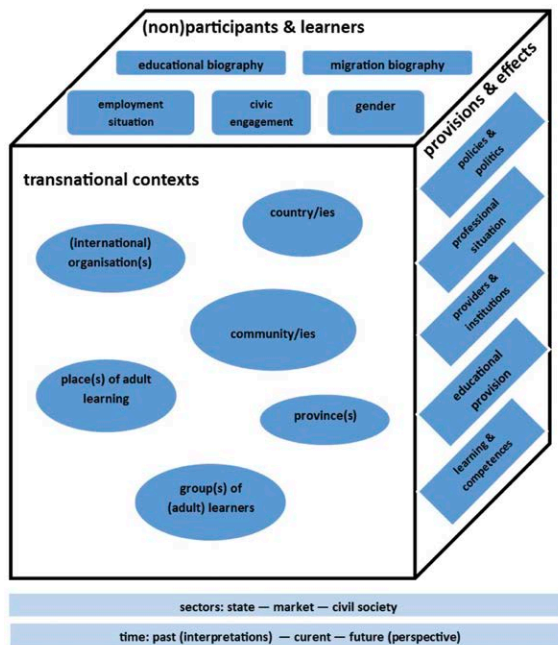 (non)participants & learners
educational biography
migration biography
employment
situation
civic
engagement
gender
provisions & effects
policies &
politics
professional
situation
providers &
institutions
educational
provision
learning &
competences
transnational contexts
country/ies
(international)
organisation(s)
community/ies
place(s) of adult
learning
province(s)
group(s) of
(adult) learners
sectors: state — market — civil society
time: past (interpretations) — curent — future (perspective)